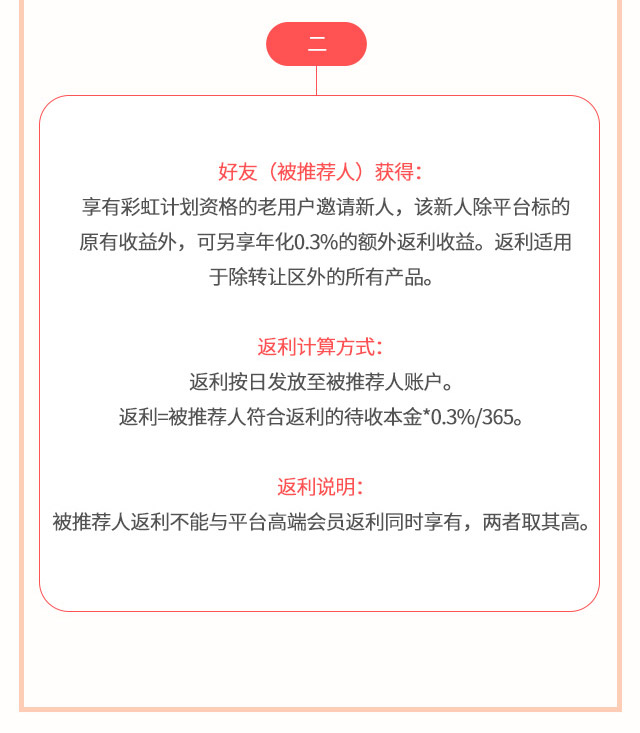 二
好友（被推荐人）获得：
享有彩虹计划资格的老用户邀请新人，该新人除平台标的
原有收益外，可另享年化0.3%的额外返利收益。返利适用
于除转让区外的所有产品。
返利计算方式：
返利按日发放至被推荐人账户。
返利=被推荐人符合返利的待收本金*0.3%/365。
返利说明：
被推荐人返利不能与平台高端会员返利同时享有，两者取其高。